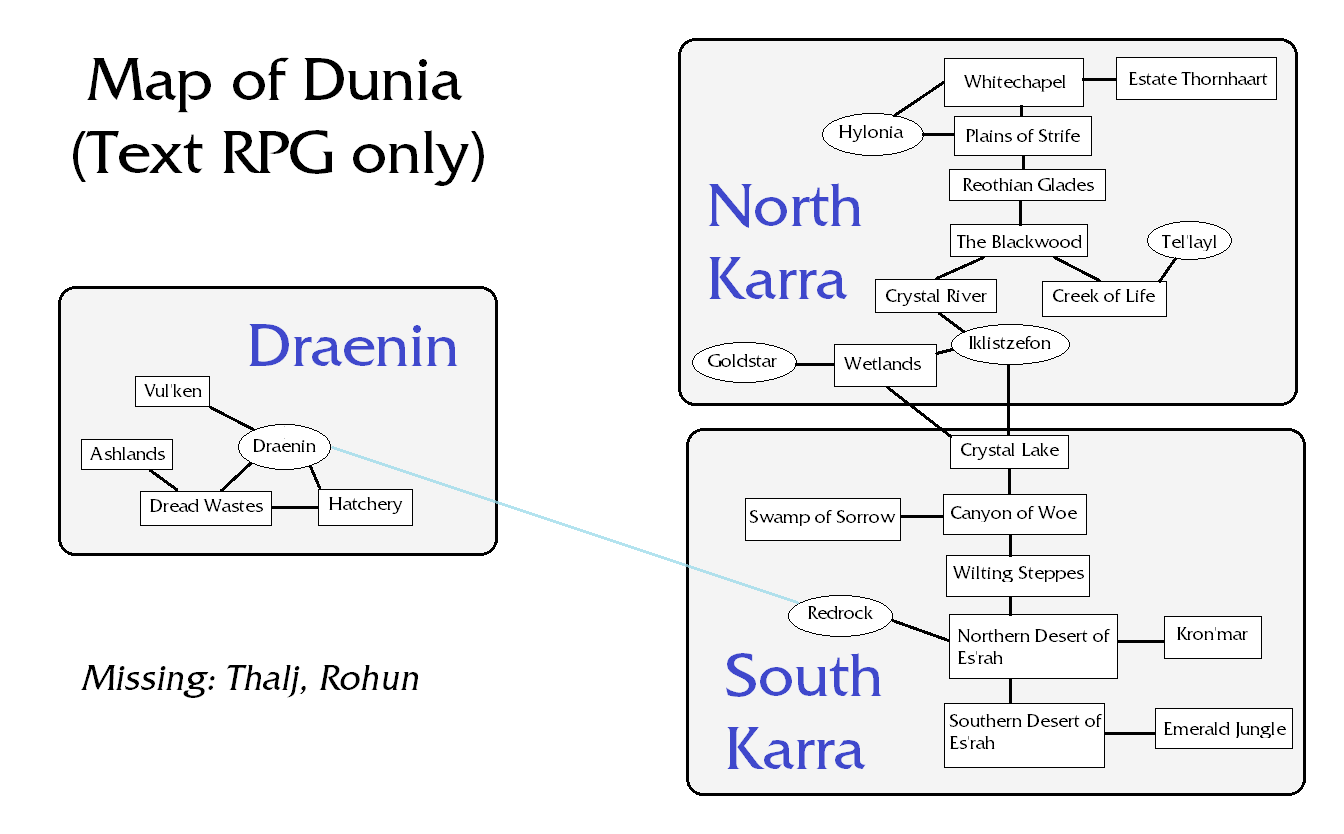 Map of Dunia
(Text RPG only)
North
Karra
Whitechapel
Estate Thornhaart
Hylonia
Plains of Strife
Reothian Glades
The Blackwood
Tel'layl
Crystal River
Creek of Life
Iklistzefon
Goldstar
Wetlands
Draenin
Vul'ken
Draenin
Ashlands
Dread Wastes
Hatchery
Crystal Lake
Swamp of Sorrow
Canyon of Woe
Wilting Steppes
Redrock
Northern Desert of
Es'rah
Kron'mar
South
Karra
Southern Desert of
Es'rah
Emerald Jungle
Missing: Thalj, Rohun